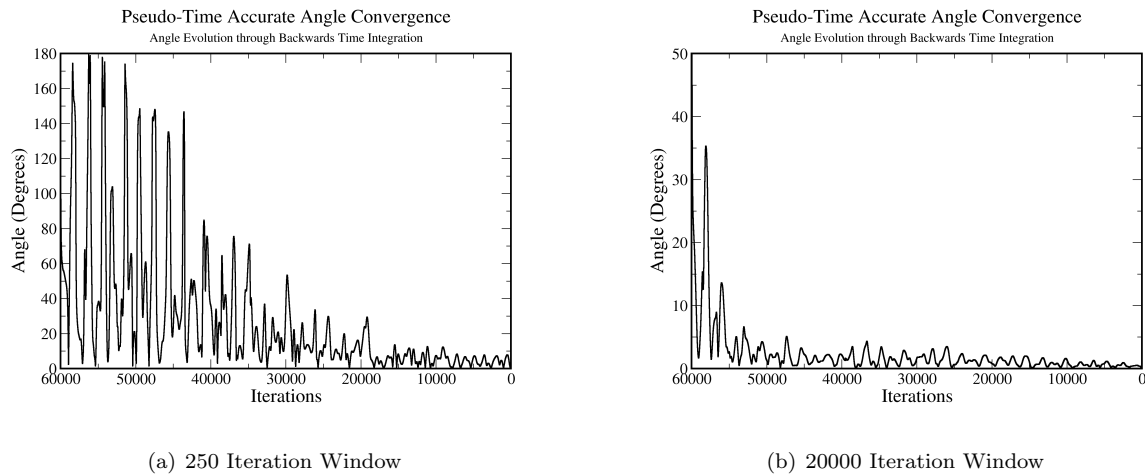 Pseudo-Time Accurate Angle Convergence
Angle Evolution through Backwards Time Integration
180
160
140
120
100
80
60
40
20
0
Angle (Degrees)
60000 50000 40000 30000 20000 10000 0
Iterations
(a) 250 Iteration Window
Pseudo-Time Accurate Angle Convergence
Angle Evolution through Backwards Time Integration
50
40
30
20
10
0
Angle (Degrees)
60000 50000 40000 30000 20000 10000 0
Iterations
(b) 20000 Iteration Window